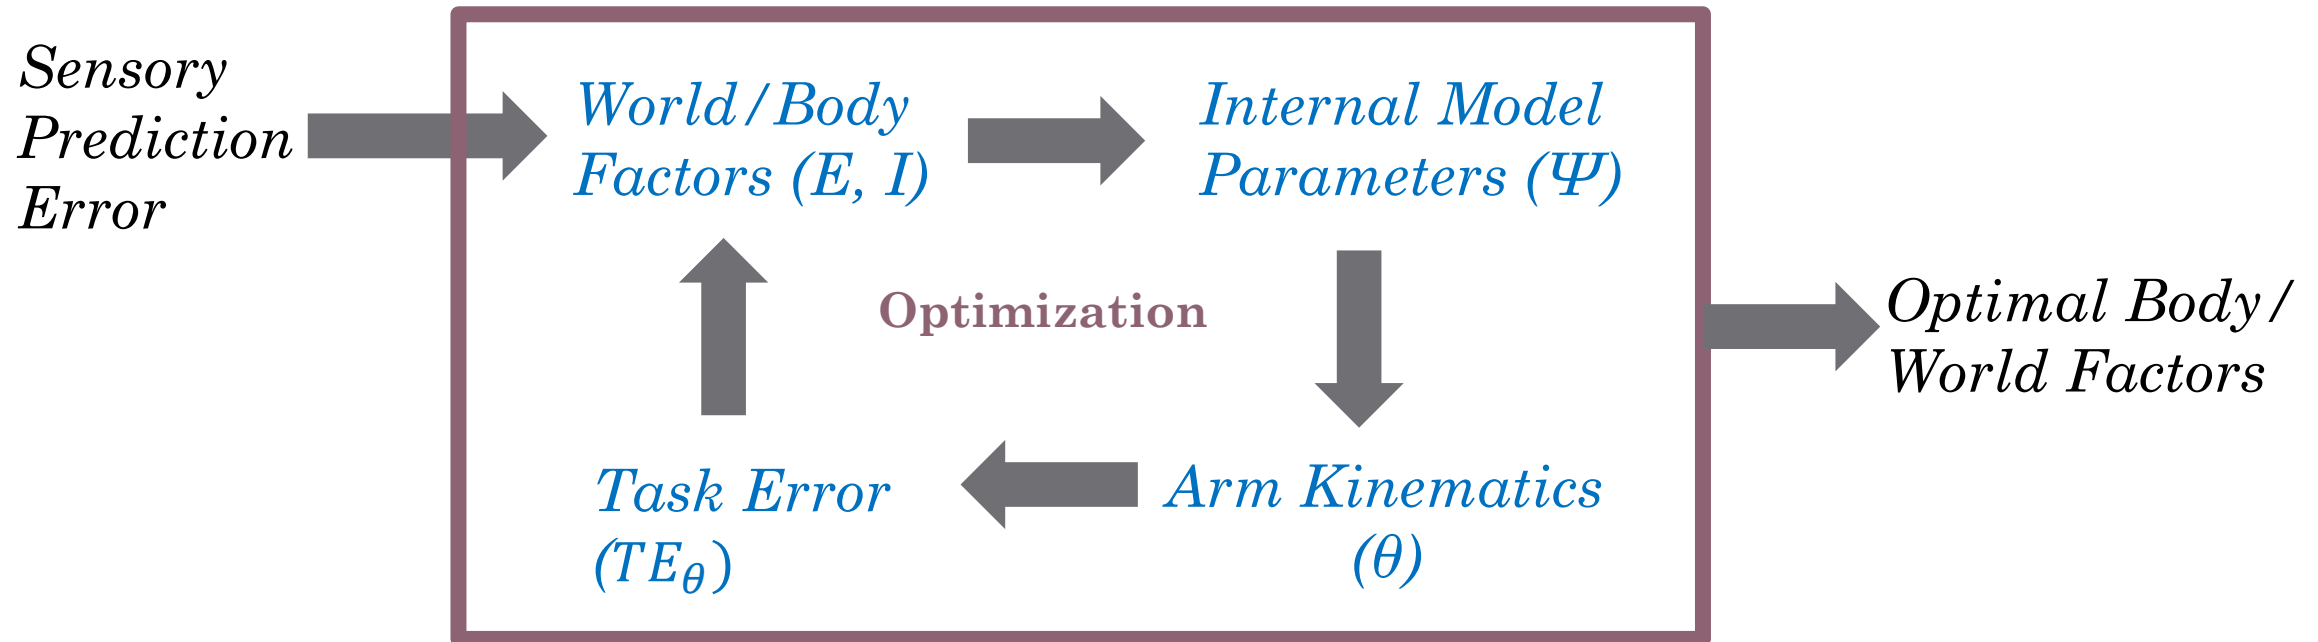 Sensory
Prediction
Error
World/Body
Factors (E, I)
Internal Model
Parameters (Ψ)
Optimization
Task Error
(TE_θ)
Arm Kinematics
(θ)
Optimal Body/
World Factors